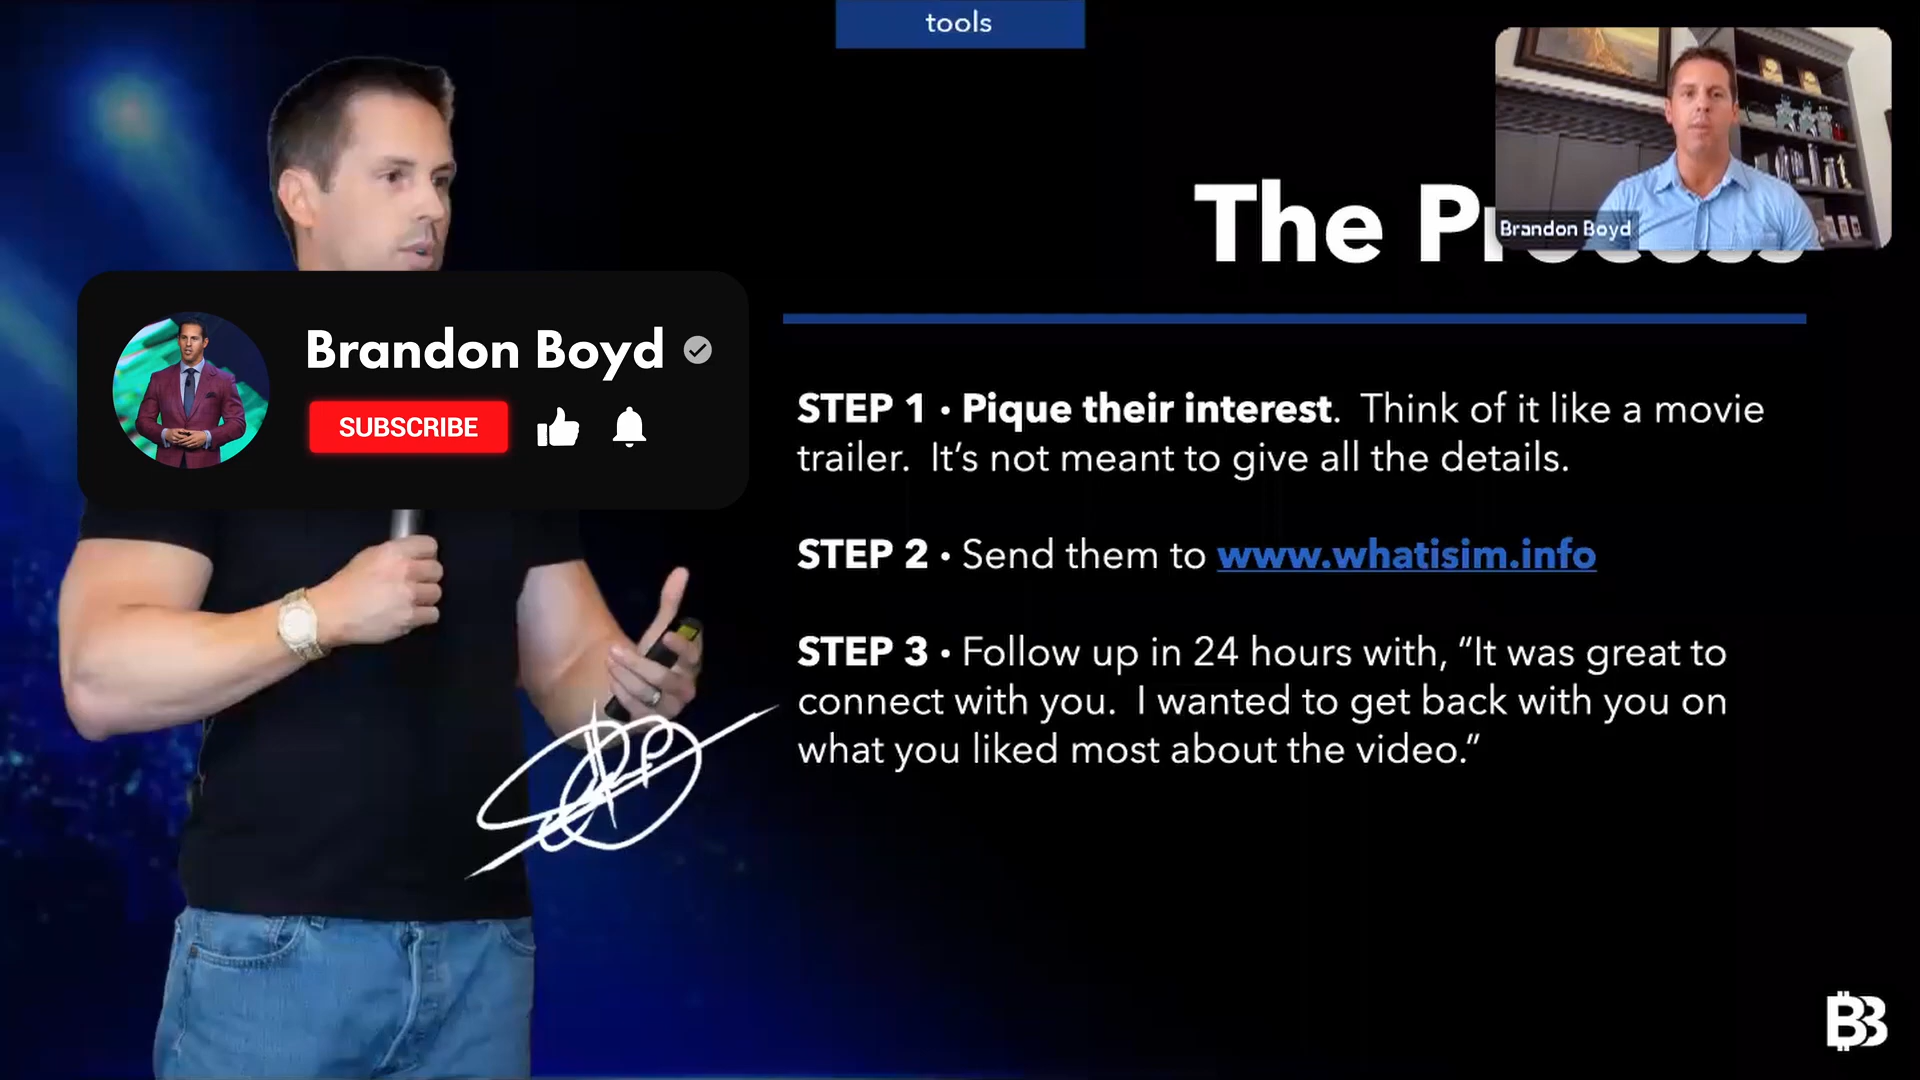 tools
The Process
Brandon Boyd
Brandon Boyd
SUBSCRIBE
STEP 1 • Pique their interest. Think of it like a movie
trailer. It’s not meant to give all the details.
STEP 2 • Send them to www.whatisim.info
STEP 3 • Follow up in 24 hours with, “It was great to
connect with you. I wanted to get back with you on
what you liked most about the video.”